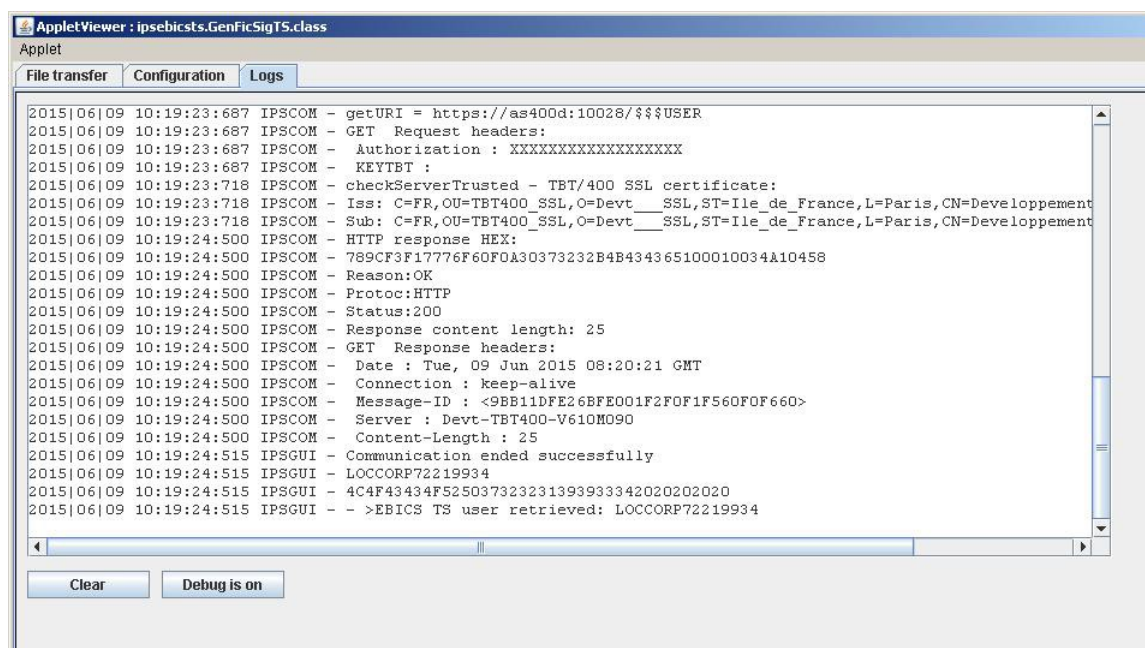 AppletViewer : ipsebicsts.GenFicSigTS.class
Applet
File transfer Configuration Logs
2015|06|09 10:19:23:687 IPSCOM - getURI = https://as400d:10028/$$$USER
2015|06|09 10:19:23:687 IPSCOM - GET  Request headers:
2015|06|09 10:19:23:687 IPSCOM -  Authorization : XXXXXXXXXXXXXXXXXX
2015|06|09 10:19:23:687 IPSCOM -  KEYTBT :
2015|06|09 10:19:23:718 IPSCOM - checkServerTrusted - TBT/400 SSL certificate:
2015|06|09 10:19:23:718 IPSCOM - Iss: C=FR,OU=TBT400_SSL,O=Devt___SSL,ST=Ile_de_France,L=Paris,CN=Developpement
2015|06|09 10:19:23:718 IPSCOM - Sub: C=FR,OU=TBT400_SSL,O=Devt___SSL,ST=Ile_de_France,L=Paris,CN=Developpement
2015|06|09 10:19:24:500 IPSCOM - HTTP response HEX:
2015|06|09 10:19:24:500 IPSCOM - 789CF3F17776F60F0A30373232B4B434365100010034A10458
2015|06|09 10:19:24:500 IPSCOM - Reason:OK
2015|06|09 10:19:24:500 IPSCOM - Protoc:HTTP
2015|06|09 10:19:24:500 IPSCOM - Status:200
2015|06|09 10:19:24:500 IPSCOM - Response content length: 25
2015|06|09 10:19:24:500 IPSCOM - GET  Response headers:
2015|06|09 10:19:24:500 IPSCOM -  Date : Tue, 09 Jun 2015 08:20:21 GMT
2015|06|09 10:19:24:500 IPSCOM -  Connection : keep-alive
2015|06|09 10:19:24:500 IPSCOM -  Message-ID : <9BB11DFE26BFE001F2F0F1F560F0F660>
2015|06|09 10:19:24:500 IPSCOM -  Server : Devt-TBT400-V610M090
2015|06|09 10:19:24:500 IPSCOM -  Content-Length : 25
2015|06|09 10:19:24:515 IPSGUI - Communication ended successfully
2015|06|09 10:19:24:515 IPSGUI - LOCCORP72219934
2015|06|09 10:19:24:515 IPSGUI - 4C4F43434F525037323231393933342020202020
2015|06|09 10:19:24:515 IPSGUI - - >EBICS TS user retrieved: LOCCORP72219934
Clear Debug is on